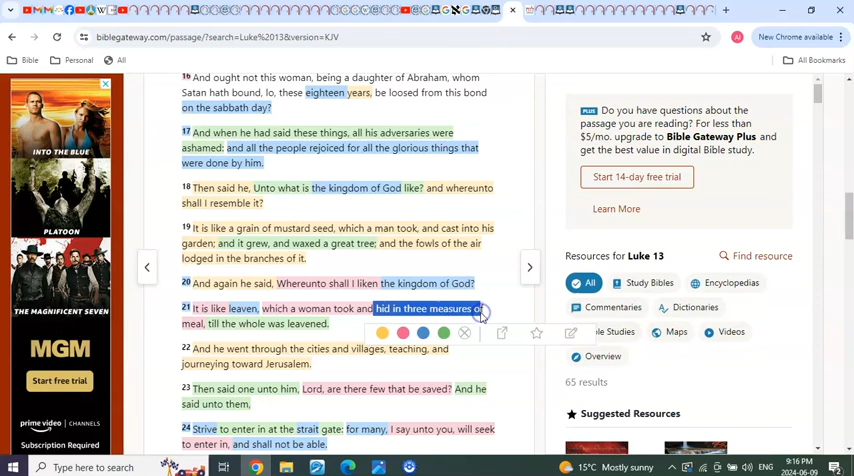 biblegateway.com/passage/?search=Luke%2013&version=KJV
New Chrome available
Bible
Personal
All
All Bookmarks
INTO THE BLUE
PLATOON
THE MAGNIFICENT SEVEN
MGM
Start free trial
prime video | CHANNELS
Subscription Required
16 And ought not this woman, being a daughter of Abraham, whom
Satan hath bound, lo, these eighteen years, be loosed from this bond
on the sabbath day?
17 And when he had said these things, all his adversaries were
ashamed: and all the people rejoiced for all the glorious things that
were done by him.
18 Then said he, Unto what is the kingdom of God like? and whereunto
shall I resemble it?
19 It is like a grain of mustard seed, which a man took, and cast into his
garden; and it grew, and waxed a great tree; and the fowls of the air
lodged in the branches of it.
20 And again he said, Whereunto shall I liken the kingdom of God?
21 It is like leaven, which a woman took and hid in three measures of
meal, till the whole was leavened.
22 And he went through the cities and villages, teaching, and
journeying toward Jerusalem.
23 Then said one unto him, Lord, are there few that be saved? And he
said unto them,
24 Strive to enter in at the strait gate: for many, I say unto you, will seek
to enter in, and shall not be able.
PLUS Do you have questions about the
passage you're reading? For less than
$5/mo. upgrade to Bible Gateway Plus and
get the best value in digital Bible study.
Start 14-day free trial
Learn More
Resources for Luke 13
Find resource
All
Study Bibles
Encyclopedias
Commentaries
Dictionaries
Studies
Maps
Videos
Overview
65 results
Suggested Resources
Type here to search
15°C Mostly sunny
9:16 PM
2024-06-09